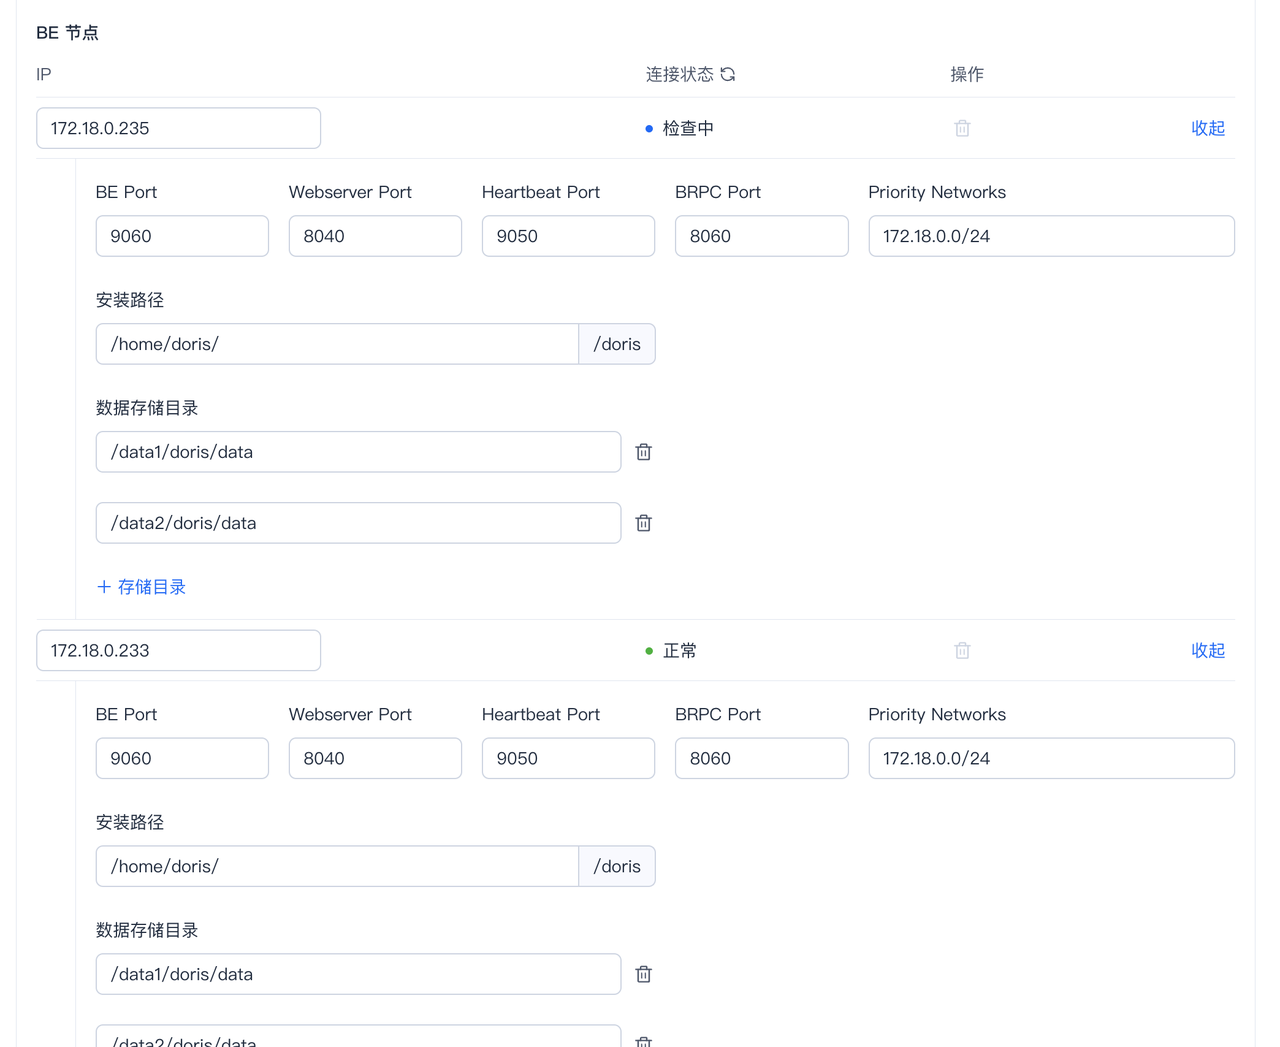 BE 节点
IP 连接状态 操作
172.18.0.235 检查中 收起
BE Port Webserver Port Heartbeat Port BRPC Port Priority Networks
9060 8040 9050 8060 172.18.0.0/24
安装路径
/home/doris/ /doris
数据存储目录
/data1/doris/data
/data2/doris/data
+ 存储目录
172.18.0.233 正常 收起
BE Port Webserver Port Heartbeat Port BRPC Port Priority Networks
9060 8040 9050 8060 172.18.0.0/24
安装路径
/home/doris/ /doris
数据存储目录
/data1/doris/data
/data2/doris/data